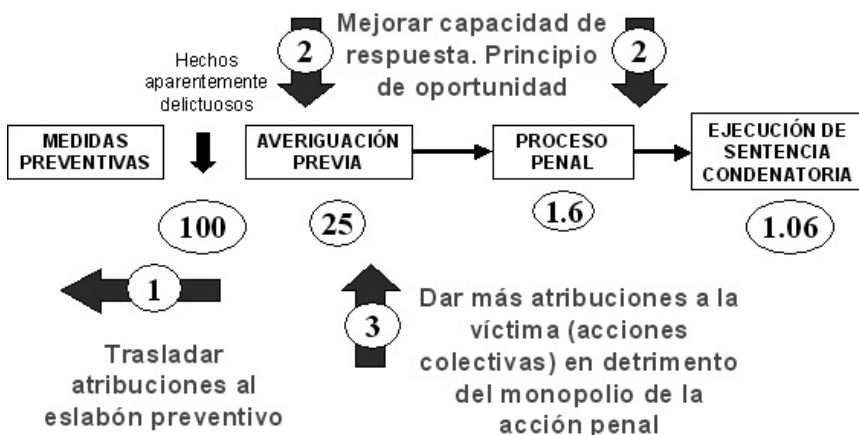 2
Mejorar capacidad de
respuesta. Principio
de oportunidad
2
Hechos
aparentemente
delictuosos
MEDIDAS
PREVENTIVAS
AVERIGUACIÓN
PREVIA
PROCESO
PENAL
EJECUCIÓN DE
SENTENCIA
CONDENATORIA
100
25
1.6
1.06
1
Trasladar
atribuciones al
eslabón preventivo
3
Dar más atribuciones a la
víctima (acciones
colectivas) en detrimento
del monopolio de la
acción penal